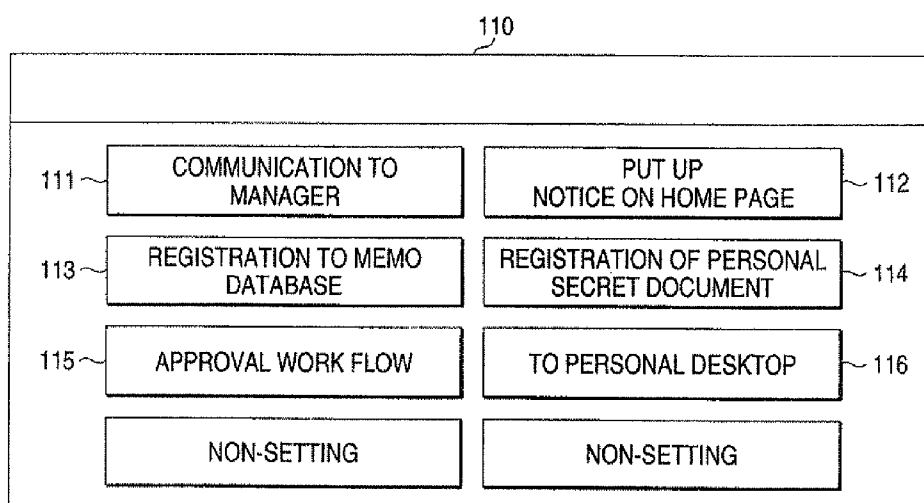 110
111
COMMUNICATION TO
MANAGER
PUT UP
NOTICE ON HOME PAGE
112
113
REGISTRATION TO MEMO
DATABASE
REGISTRATION OF PERSONAL
SECRET DOCUMENT
114
115
APPROVAL WORK FLOW
TO PERSONAL DESKTOP
116
NON-SETTING
NON-SETTING